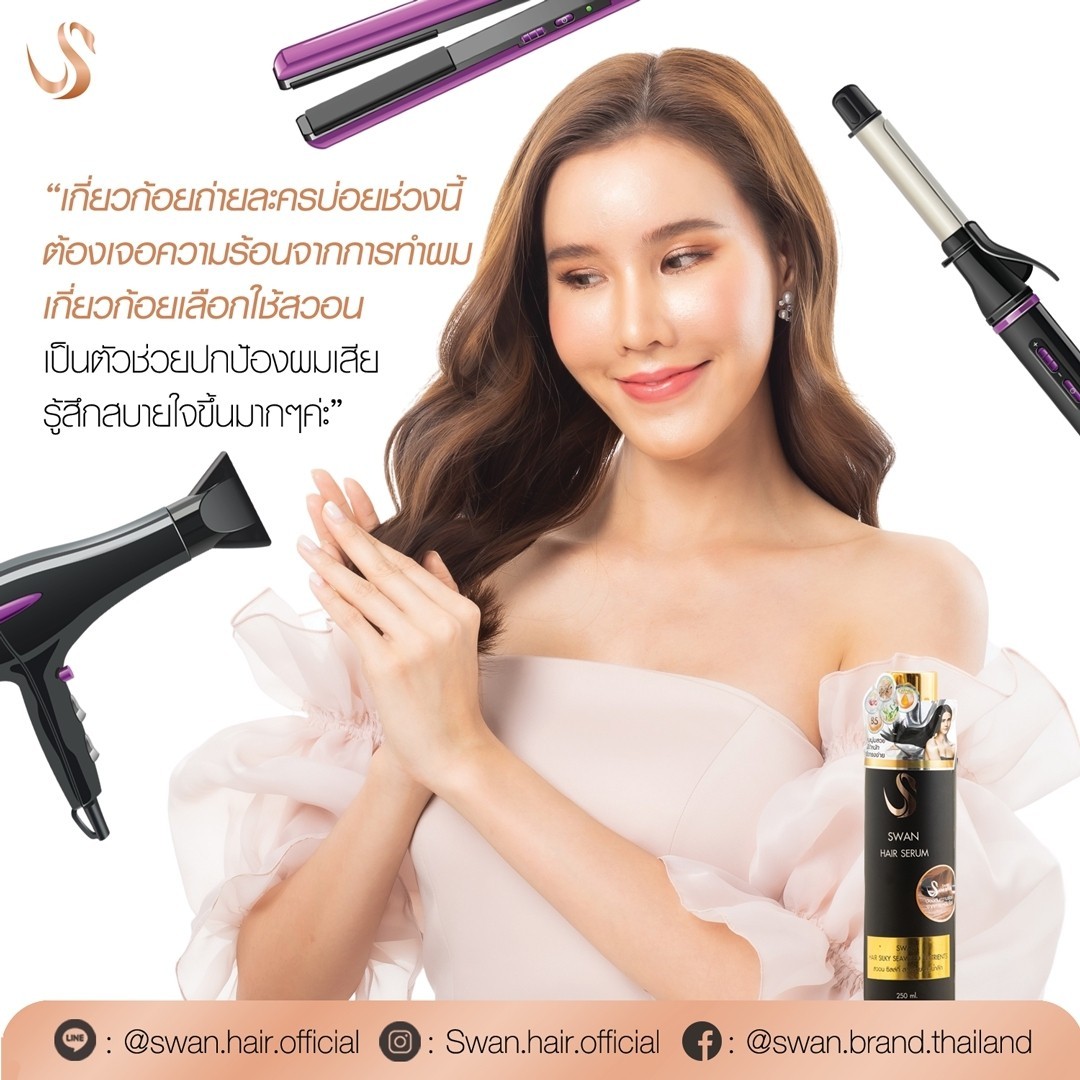 “เกี่ยวก้อยถ่ายละครบ่อยช่วงนี้
ต้องเจอความร้อนจากการทำผม
เกี่ยวก้อยเลือกใช้สวอน
เป็นตัวช่วยปกป้องผมเสีย
รู้สึกสบายใจขึ้นมากๆค่ะ”
B5
SWAN
HAIR SERUM
HAIR SILKY
250 ml.
LINE : @swan.hair.official : Swan.hair.official : @swan.brand.thailand